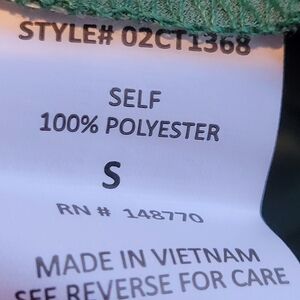 STYLE# 02CT1368
SELF
100% POLYESTER
S
RN # 148770
MADE IN VIETNAM
SEE REVERSE FOR CARE